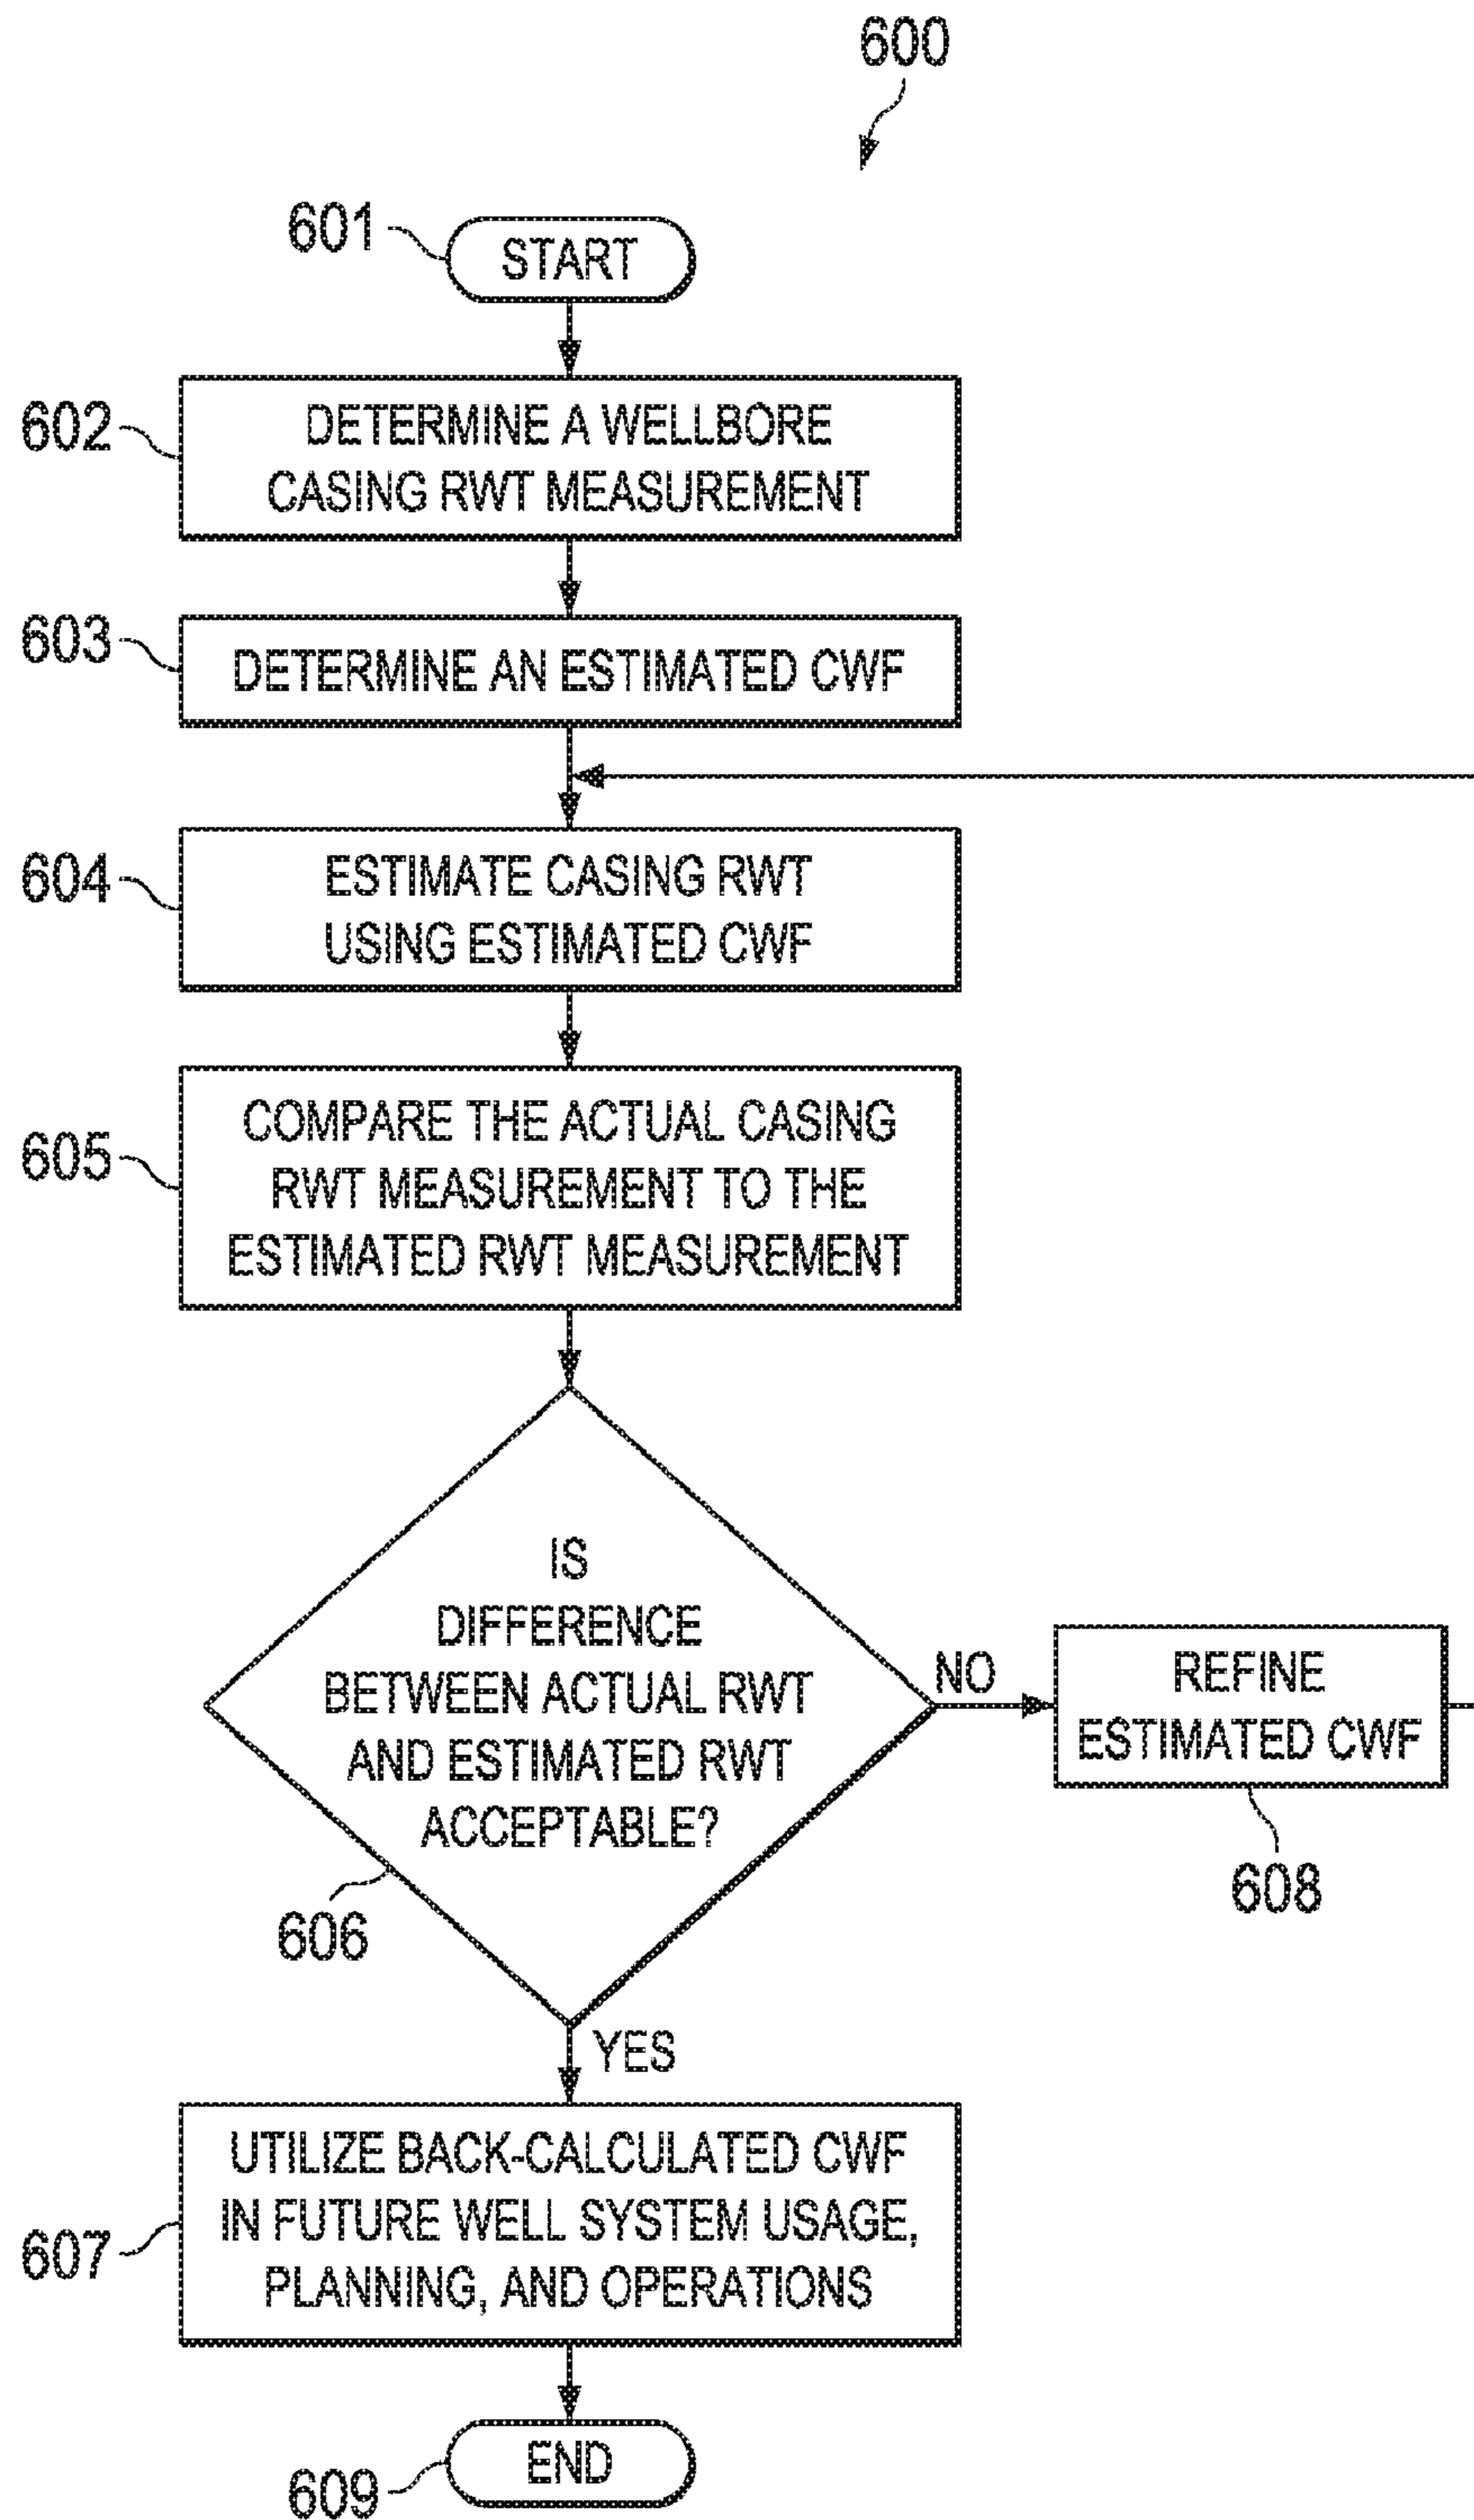 600
601
START
602
DETERMINE A WELLBORE
CASING RWT MEASUREMENT
603
DETERMINE AN ESTIMATED CWF
604
ESTIMATE CASING RWT
USING ESTIMATED CWF
605
COMPARE THE ACTUAL CASING
RWT MEASUREMENT TO THE
ESTIMATED RWT MEASUREMENT
IS
DIFFERENCE
BETWEEN ACTUAL RWT
AND ESTIMATED RWT
ACCEPTABLE?
606
NO
REFINE
ESTIMATED CWF
608
YES
607
UTILIZE BACK-CALCULATED CWF
IN FUTURE WELL SYSTEM USAGE,
PLANNING, AND OPERATIONS
609
END